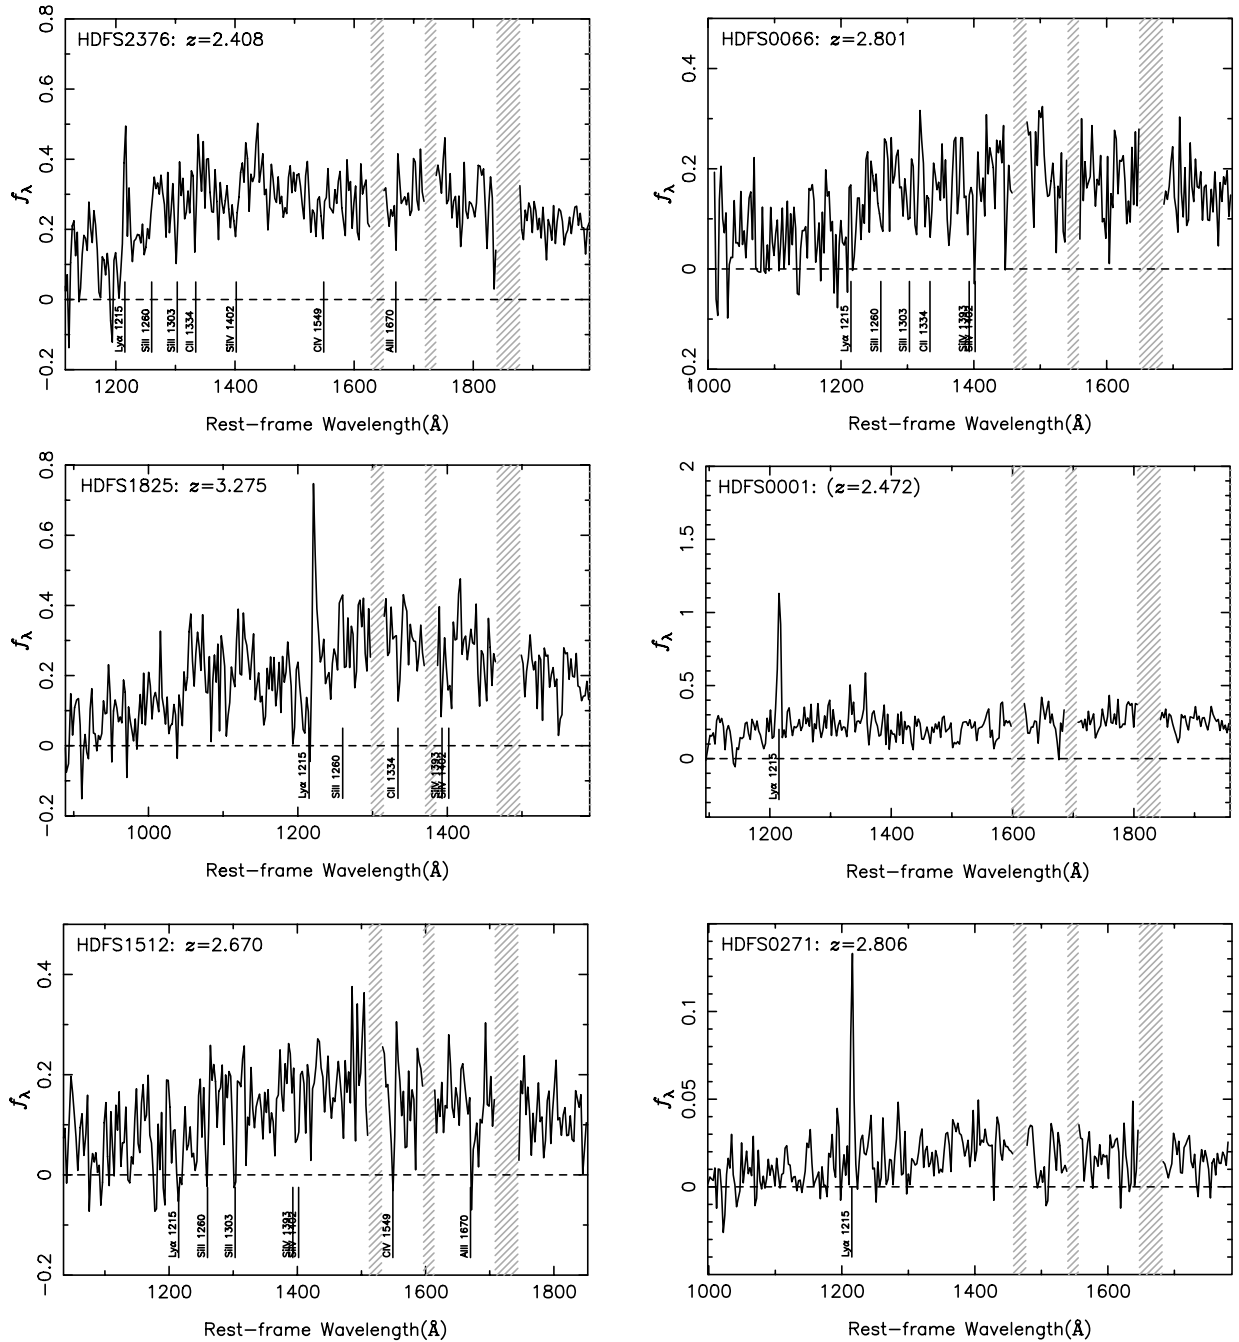 HDFS2376: z=2.408
0.8
0.6
0.4
0.2
0
−0.2
fλ
Lyα 1215
SiII 1260
SiII 1303
CII 1334
SiIV 1402
CIV 1549
AlII 1670
1200 1400 1600 1800
Rest−frame Wavelength(Å)
HDFS0066: z=2.801
0.4
0.2
0
−0.2
fλ
Lyα 1215
SiII 1260
SiII 1303
CII 1334
SiIV 1393
SiIV 1402
1000 1200 1400 1600
Rest−frame Wavelength(Å)
HDFS1825: z=3.275
0.8
0.6
0.4
0.2
0
−0.2
fλ
Lyα 1215
SiII 1260
CII 1334
SiIV 1393
SiIV 1402
1000 1200 1400
Rest−frame Wavelength(Å)
HDFS0001: (z=2.472)
2
1.5
1
0.5
0
fλ
Lyα 1215
1200 1400 1600 1800
Rest−frame Wavelength(Å)
HDFS1512: z=2.670
0.4
0.2
0
−0.2
fλ
Lyα 1215
SiII 1260
SiII 1303
SiIV 1393
SiIV 1402
CIV 1549
AlII 1670
1200 1400 1600 1800
Rest−frame Wavelength(Å)
HDFS0271: z=2.806
0.1
0.05
0
fλ
Lyα 1215
1000 1200 1400 1600
Rest−frame Wavelength(Å)